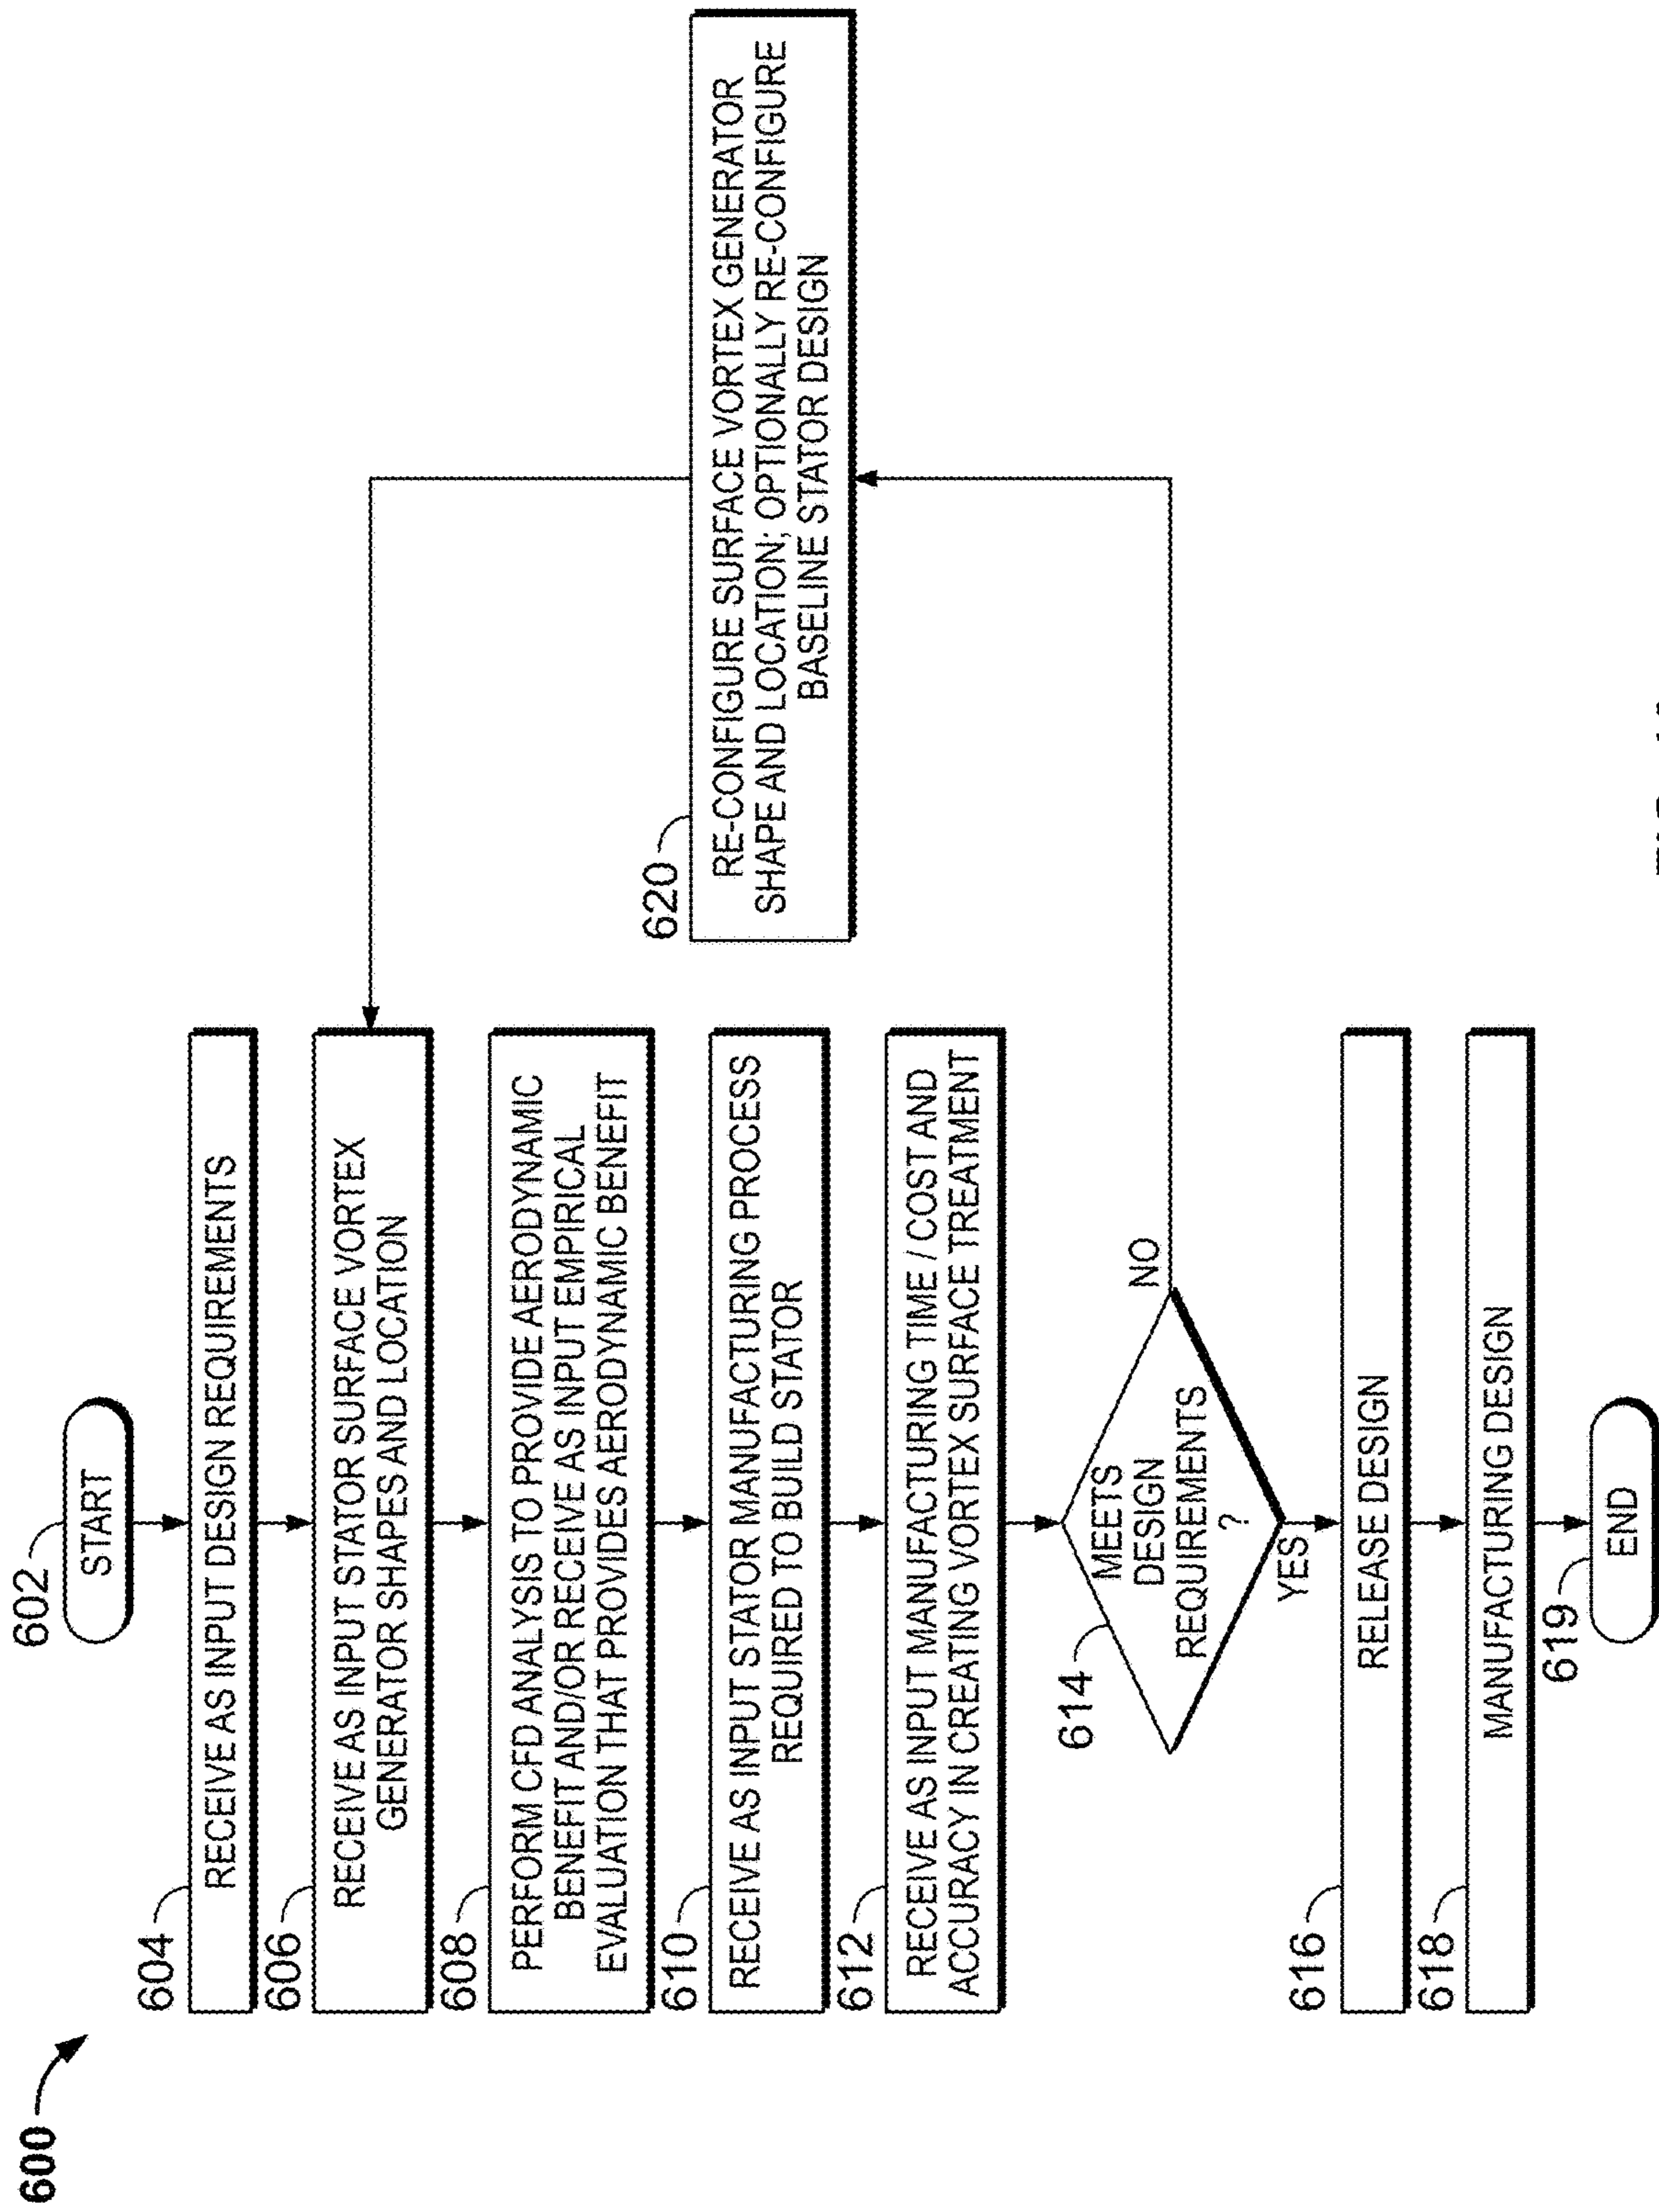 600
602
START
604
RECEIVE AS INPUT DESIGN REQUIREMENTS
606
RECEIVE AS INPUT STATOR SURFACE VORTEX
GENERATOR SHAPES AND LOCATION
608
PERFORM CFD ANALYSIS TO PROVIDE AERODYNAMIC
BENEFIT AND/OR RECEIVE AS INPUT EMPIRICAL
EVALUATION THAT PROVIDES AERODYNAMIC BENEFIT
610
RECEIVE AS INPUT STATOR MANUFACTURING PROCESS
REQUIRED TO BUILD STATOR
612
RECEIVE AS INPUT MANUFACTURING TIME / COST AND
ACCURACY IN CREATING VORTEX SURFACE TREATMENT
614
MEETS
DESIGN
REQUIREMENTS
?
NO
YES
616
RELEASE DESIGN
618
MANUFACTURING DESIGN
619
END
620
RE-CONFIGURE SURFACE VORTEX GENERATOR
SHAPE AND LOCATION; OPTIONALLY RE-CONFIGURE
BASELINE STATOR DESIGN